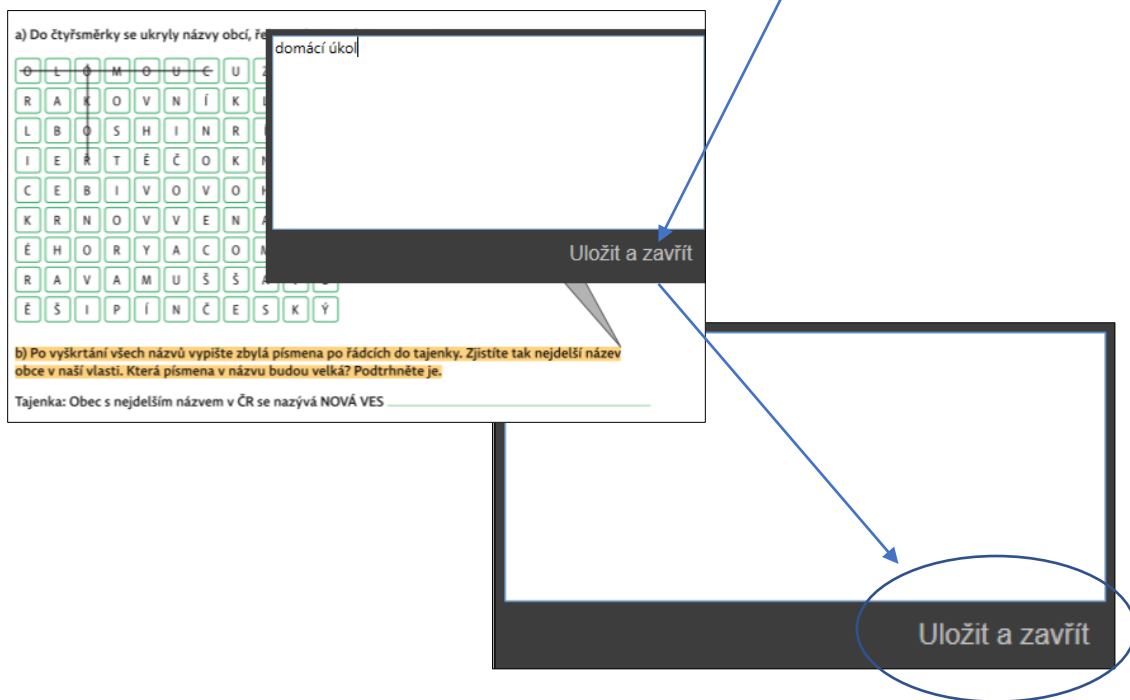 a) Do čtyřsměrky se ukryly názvy obcí,
domácí úkol
O L O M O U C U
R A K O V N Í K
L B O S H I N R
I E Ř T Ě Č O K
C E B I V O V O
K R N O V V E N
É H O R Y A C O
R A V A M U Š Š
Ě Š I P Í N Č E S K Ý
Uložit a zavřít
b) Po vyškrtání všech názvů vypište zbylá písmena po řádcích do tajenky. Zjistíte tak nejdelší název
obce v naší vlasti. Která písmena v názvu budou velká? Podtrhněte je.
Tajenka: Obec s nejdelším názvem v ČR se nazývá NOVÁ VES
Uložit a zavřít